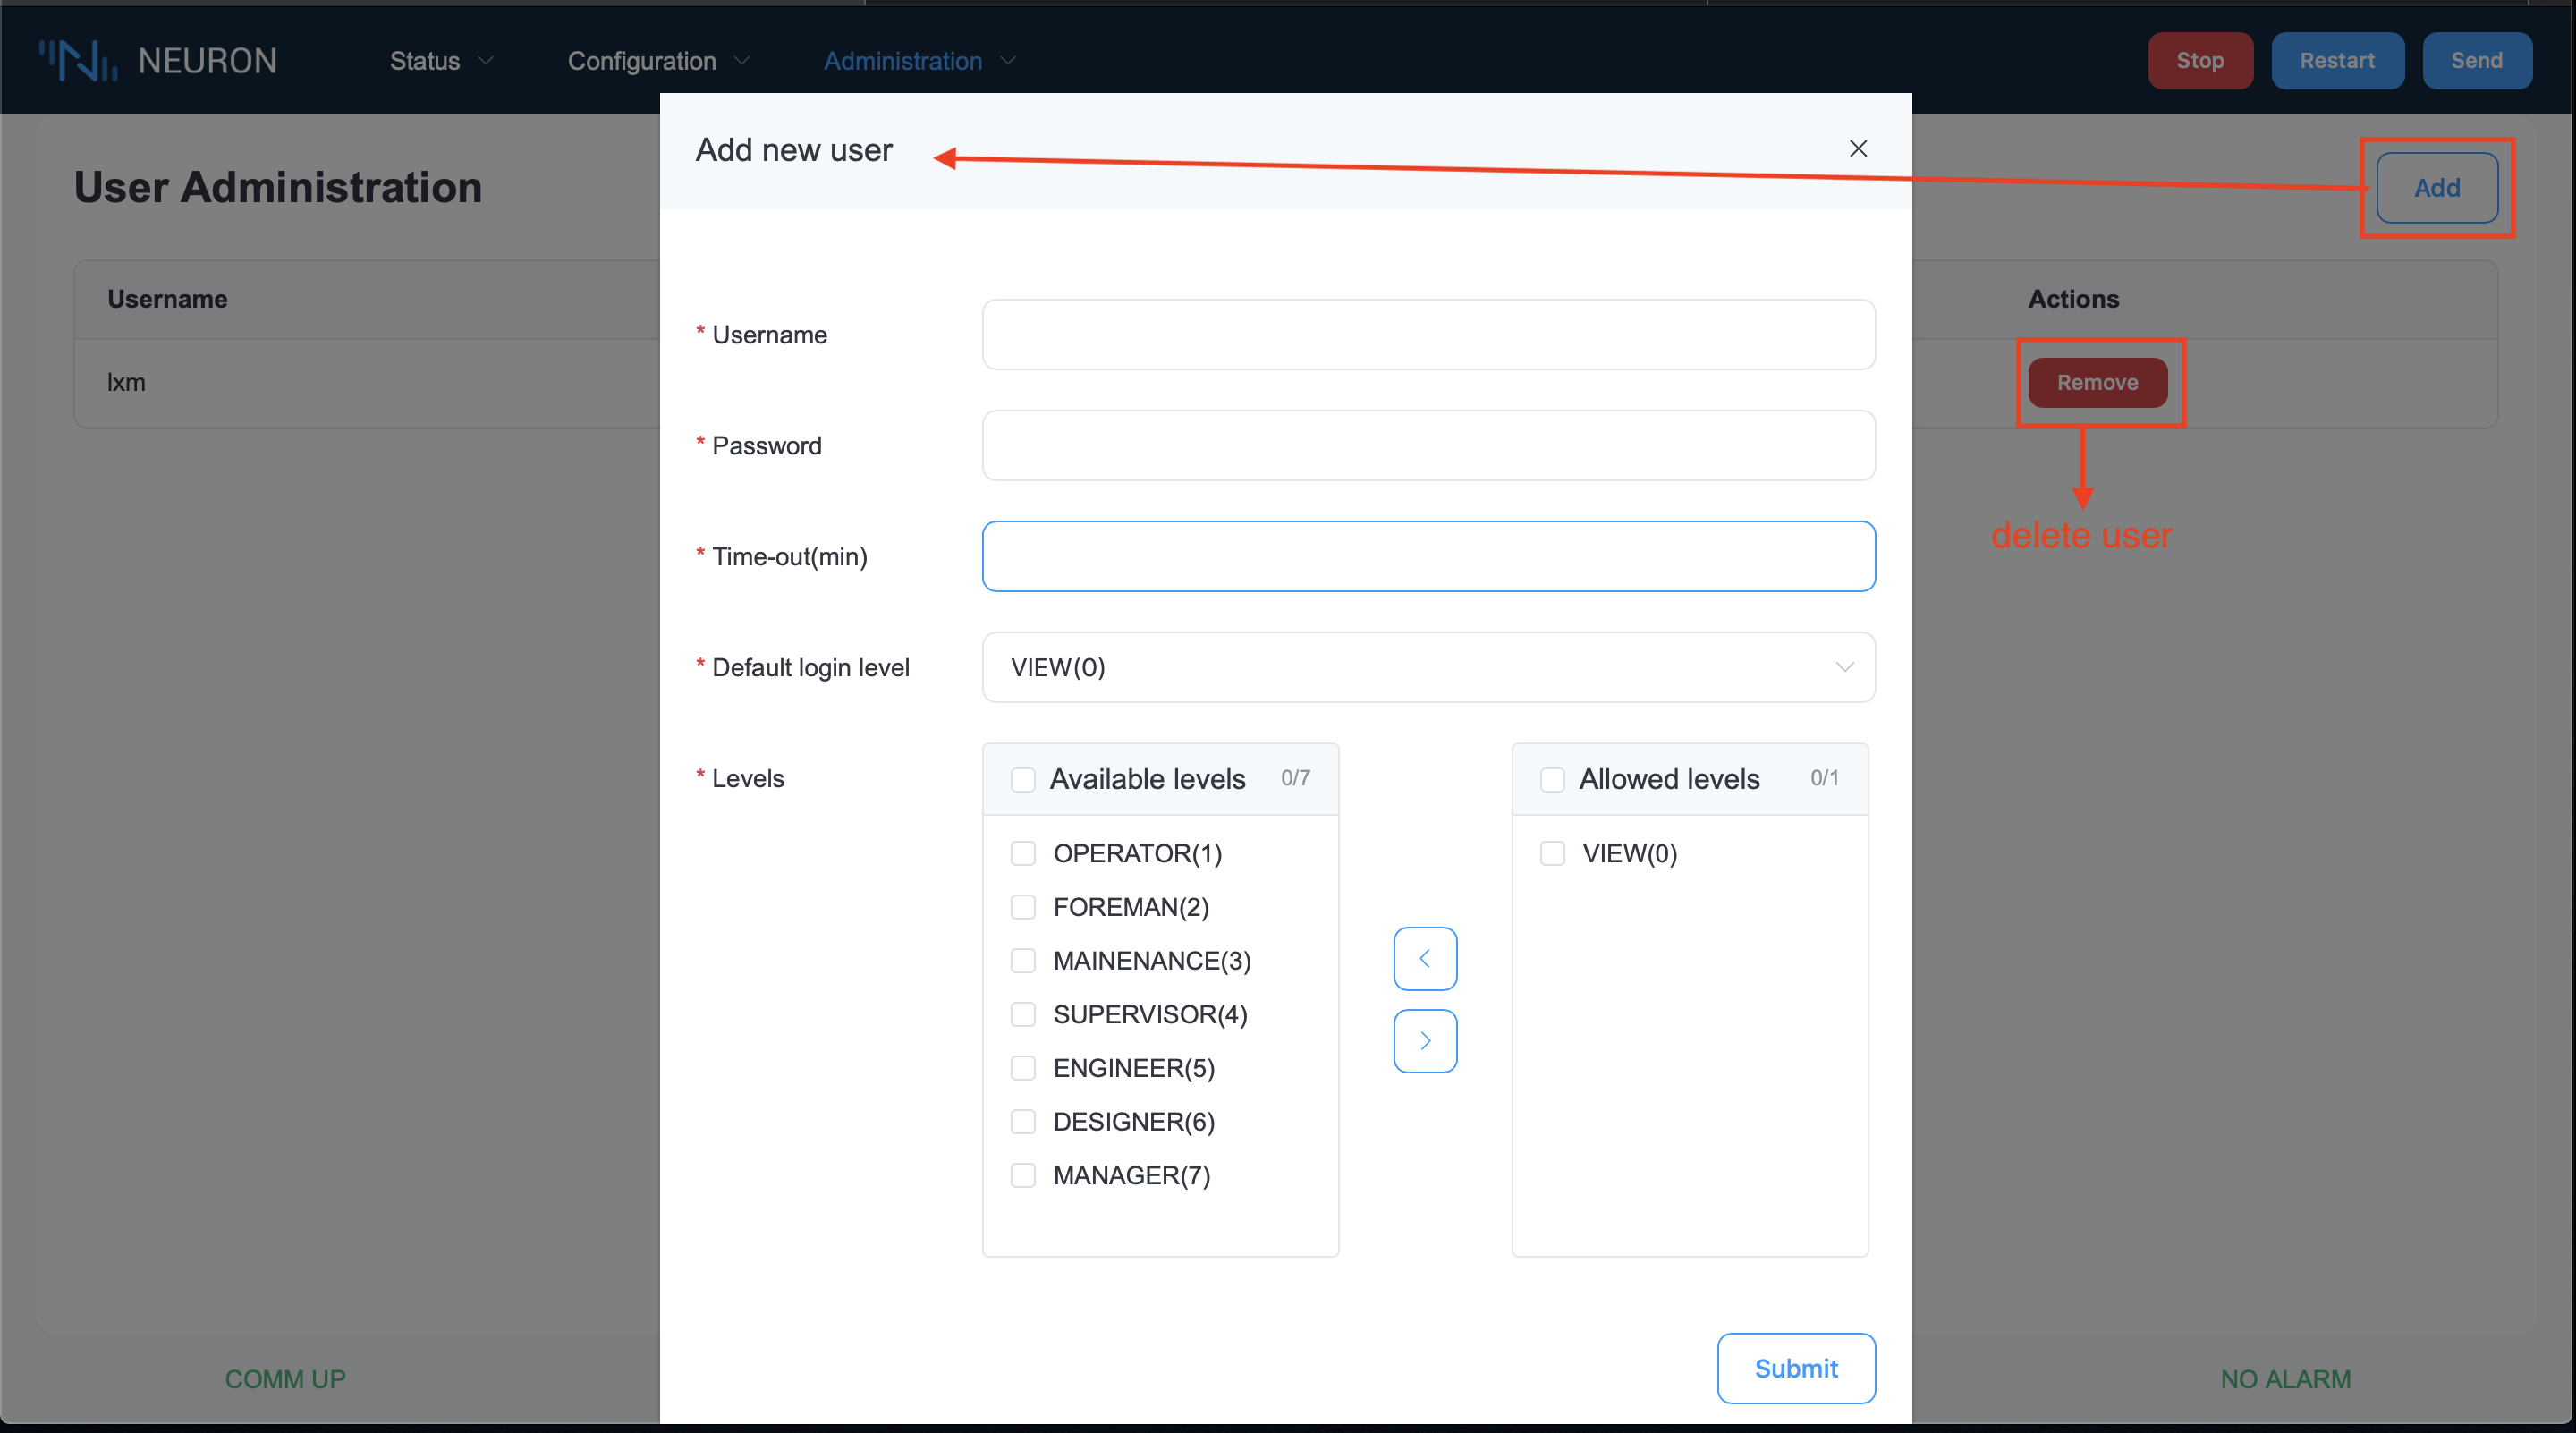 NEURON
Status
Configuration
Administration
Stop
Restart
Send
Add new user
User Administration
Add
Username
Actions
lxm
Remove
delete user
* Username
* Password
* Time-out(min)
* Default login level
VIEW(0)
* Levels
Available levels 0/7
OPERATOR(1)
FOREMAN(2)
MAINENANCE(3)
SUPERVISOR(4)
ENGINEER(5)
DESIGNER(6)
MANAGER(7)
Allowed levels 0/1
VIEW(0)
Submit
COMM UP
NO ALARM